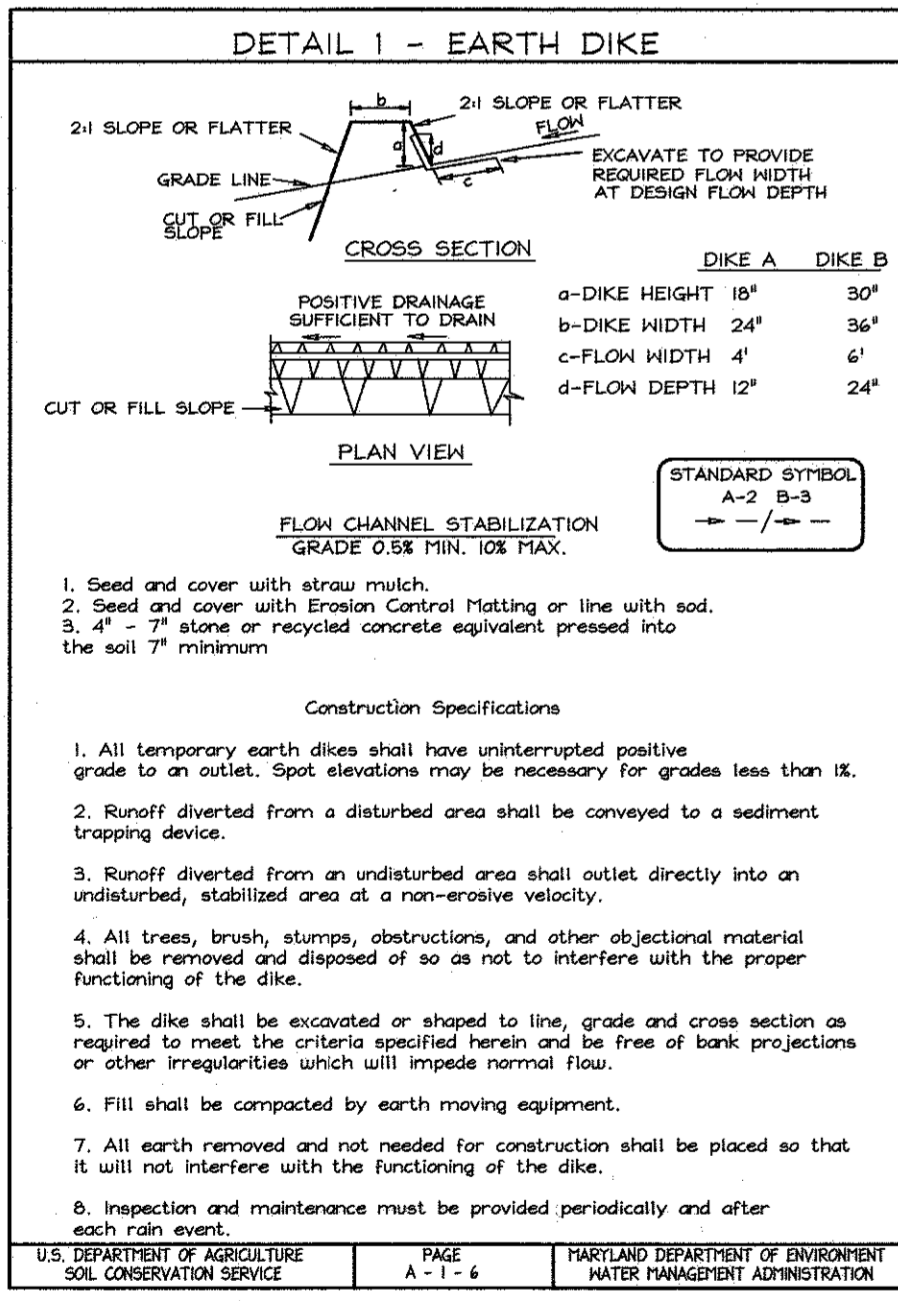 DETAIL 1 - EARTH DIKE
b
2:1 SLOPE OR FLATTER
2:1 SLOPE OR FLATTER
FLOW
a
d
EXCAVATE TO PROVIDE
REQUIRED FLOW WIDTH
AT DESIGN FLOW DEPTH
GRADE LINE
c
CUT OR FILL
SLOPE
CROSS SECTION
DIKE A DIKE B
a-DIKE HEIGHT 18" 30"
b-DIKE WIDTH 24" 36"
c-FLOW WIDTH 4' 6'
d-FLOW DEPTH 12" 24"
POSITIVE DRAINAGE
SUFFICIENT TO DRAIN
CUT OR FILL SLOPE
PLAN VIEW
STANDARD SYMBOL
A-2 B-3
/
FLOW CHANNEL STABILIZATION
GRADE 0.5% MIN. 10% MAX.
1. Seed and cover with straw mulch.
2. Seed and cover with Erosion Control Matting or line with sod.
3. 4" - 7" stone or recycled concrete equivalent pressed into
the soil 7" minimum
Construction Specifications
1. All temporary earth dikes shall have uninterrupted positive
grade to an outlet. Spot elevations may be necessary for grades less than 1%.
2. Runoff diverted from a disturbed area shall be conveyed to a sediment
trapping device.
3. Runoff diverted from an undisturbed area shall outlet directly into an
undisturbed, stabilized area at a non-erosive velocity.
4. All trees, brush, stumps, obstructions, and other objectional material
shall be removed and disposed of so as not to interfere with the proper
functioning of the dike.
5. The dike shall be excavated or shaped to line, grade and cross section as
required to meet the criteria specified herein and be free of bank projections
or other irregularities which will impede normal flow.
6. Fill shall be compacted by earth moving equipment.
7. All earth removed and not needed for construction shall be placed so that
it will not interfere with the functioning of the dike.
8. Inspection and maintenance must be provided periodically and after
each rain event.
U.S. DEPARTMENT OF AGRICULTURE
SOIL CONSERVATION SERVICE
PAGE
A - 1 - 6
MARYLAND DEPARTMENT OF ENVIRONMENT
WATER MANAGEMENT ADMINISTRATION